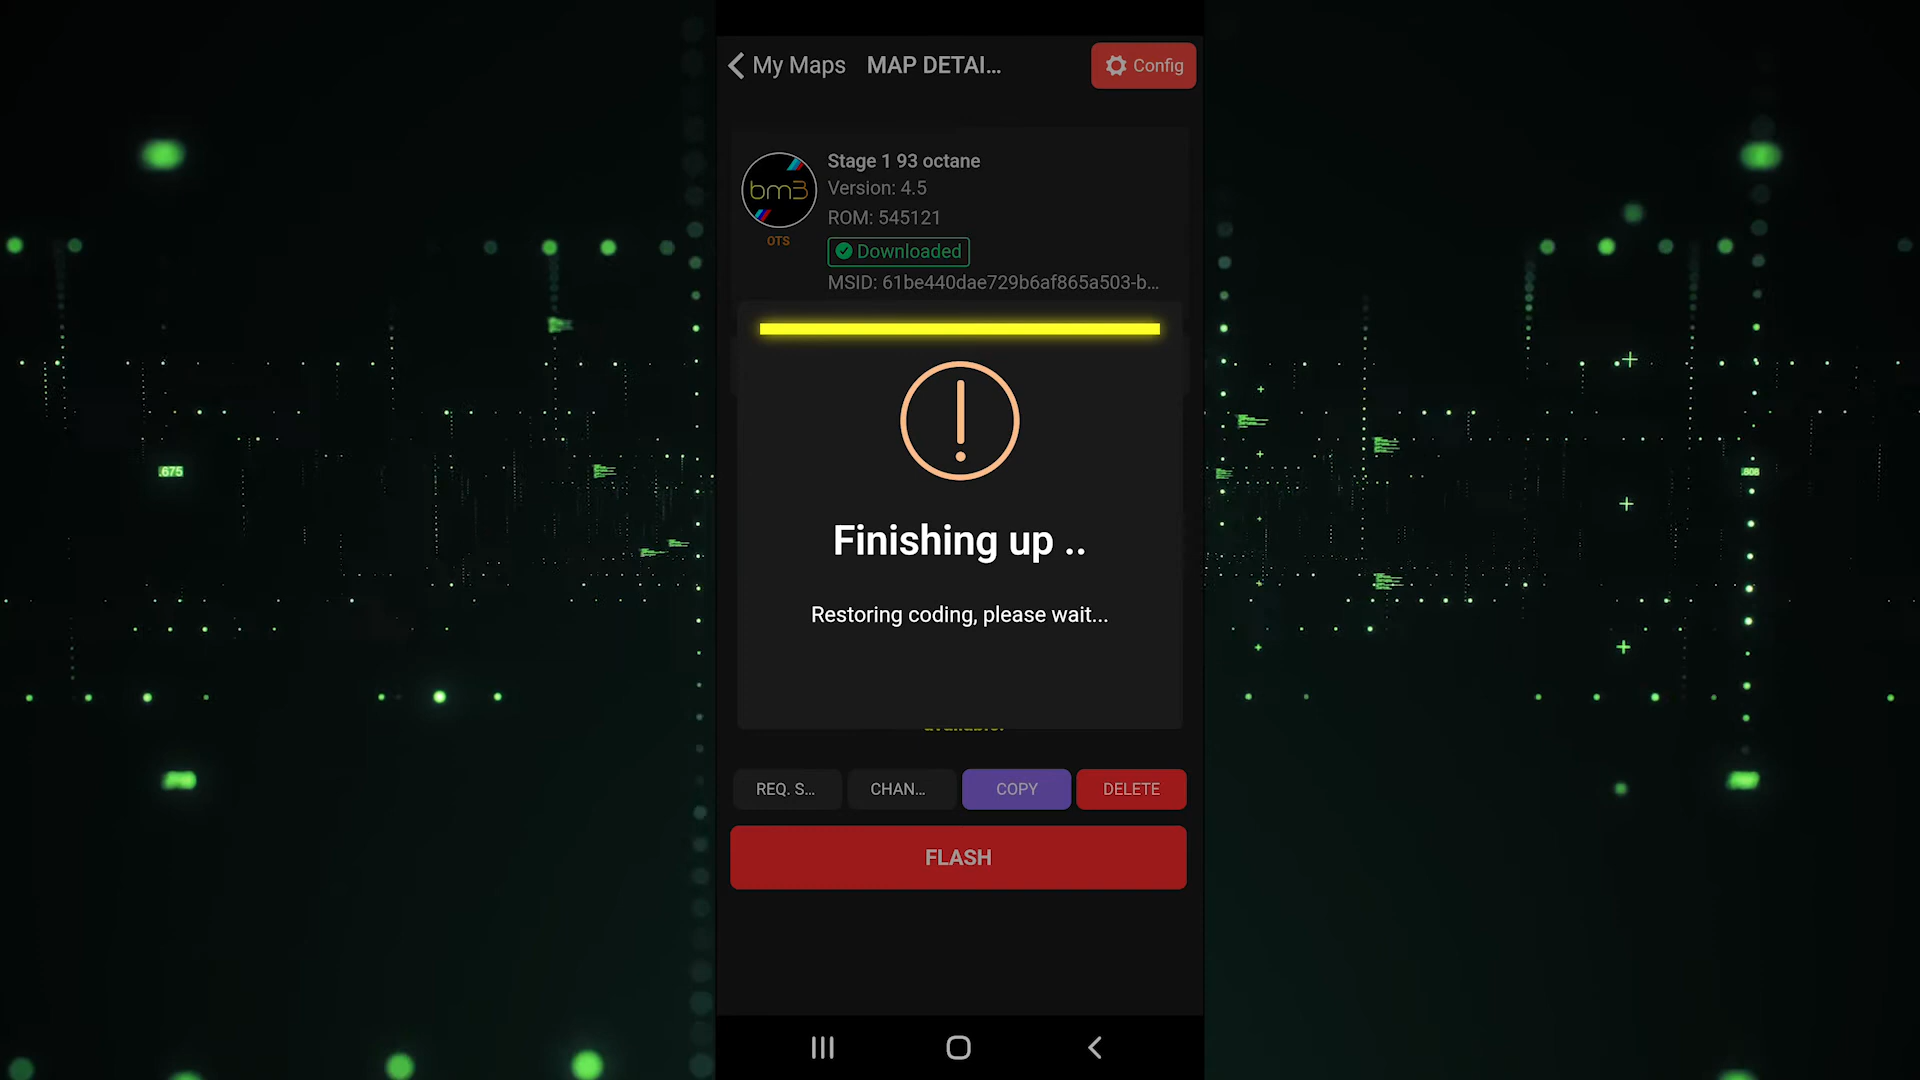 My Maps MAP DETAI... Config
bm3
OTS
Stage 1 93 octane
Version: 4.5
ROM: 545121
Downloaded
MSID: 61be440dae729b6af865a503-b...
Finishing up ..
Restoring coding, please wait...
REQ. S... CHAN... COPY DELETE
FLASH
.675
.808